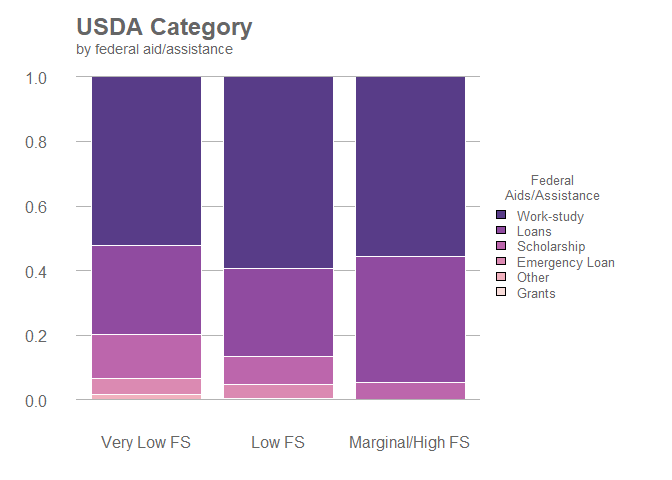 USDA Category
by federal aid/assistance
1.0
0.8
0.6
0.4
0.2
0.0
Very Low FS
Low FS
Marginal/High FS
Federal
Aids/Assistance
Work-study
Loans
Scholarship
Emergency Loan
Other
Grants